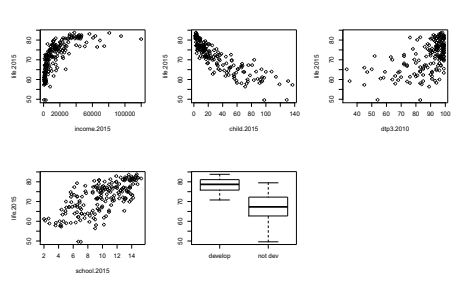 life.2015
50 60 70 80
0 20000 60000 100000
income.2015
life.2015
50 60 70 80
0 20 40 60 80 100 120 140
child.2015
life.2015
50 60 70 80
40 50 60 70 80 90 100
dtp3.2010
life.2015
50 60 70 80
2 4 6 8 10 12 14
school.2015
50 60 70 80
develop not dev